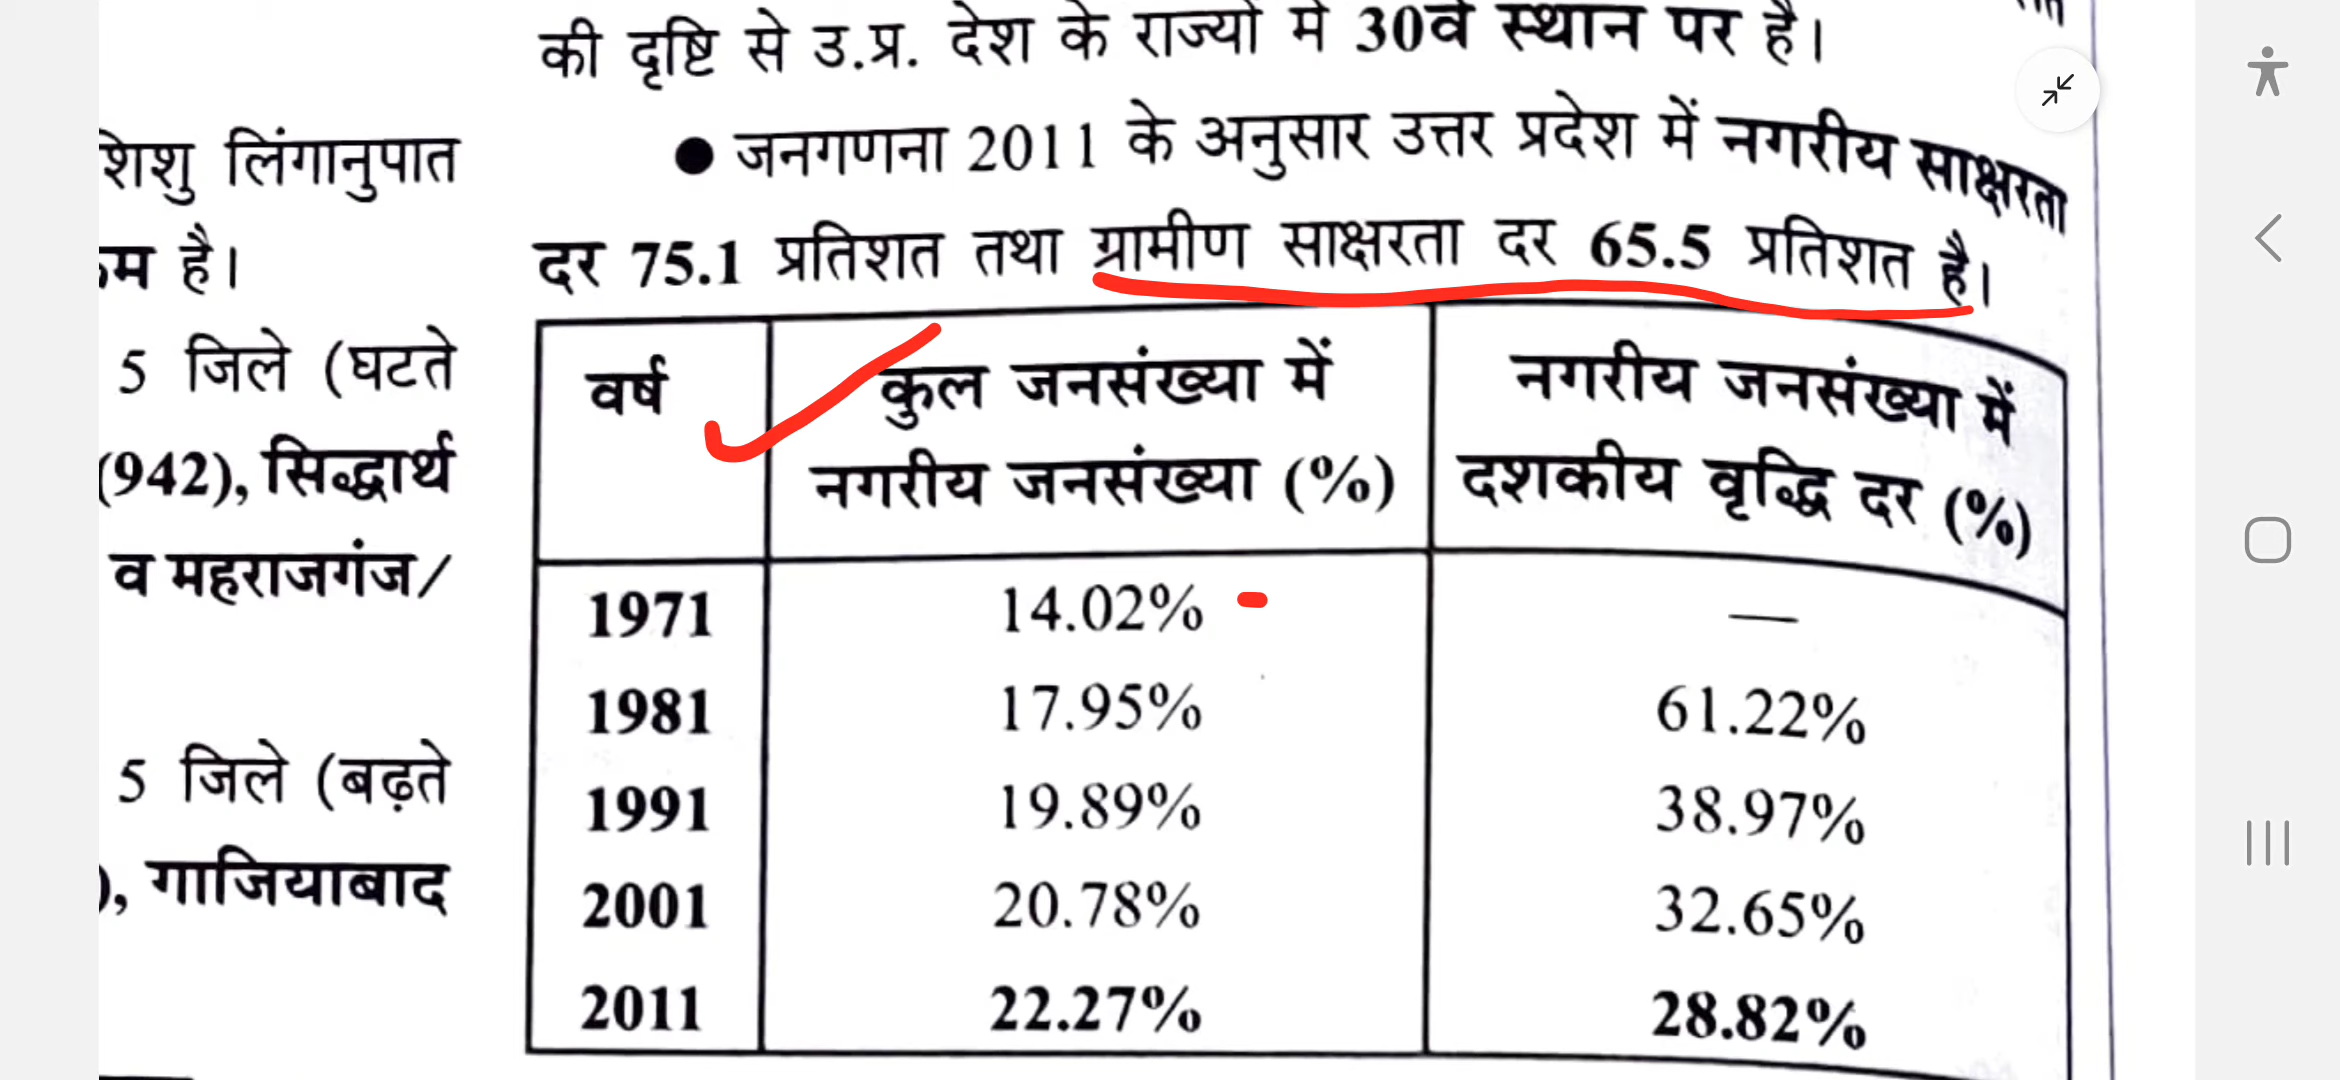 शिशु लिंगानुपात
है।
5 जिले (घटते
(942), सिद्धार्थ
व महराजगंज/
5 जिले (बढ़ते
), गाजियाबाद
की दृष्टि से उ.प्र. देश के राज्यों में 30वें स्थान पर है।
● जनगणना 2011 के अनुसार उत्तर प्रदेश में नगरीय साक्षरता
दर 75.1 प्रतिशत तथा ग्रामीण साक्षरता दर 65.5 प्रतिशत है।
वर्ष कुल जनसंख्या में नगरीय जनसंख्या में
नगरीय जनसंख्या (%) दशकीय वृद्धि दर (%)
1971 14.02% —
1981 17.95% 61.22%
1991 19.89% 38.97%
2001 20.78% 32.65%
2011 22.27% 28.82%